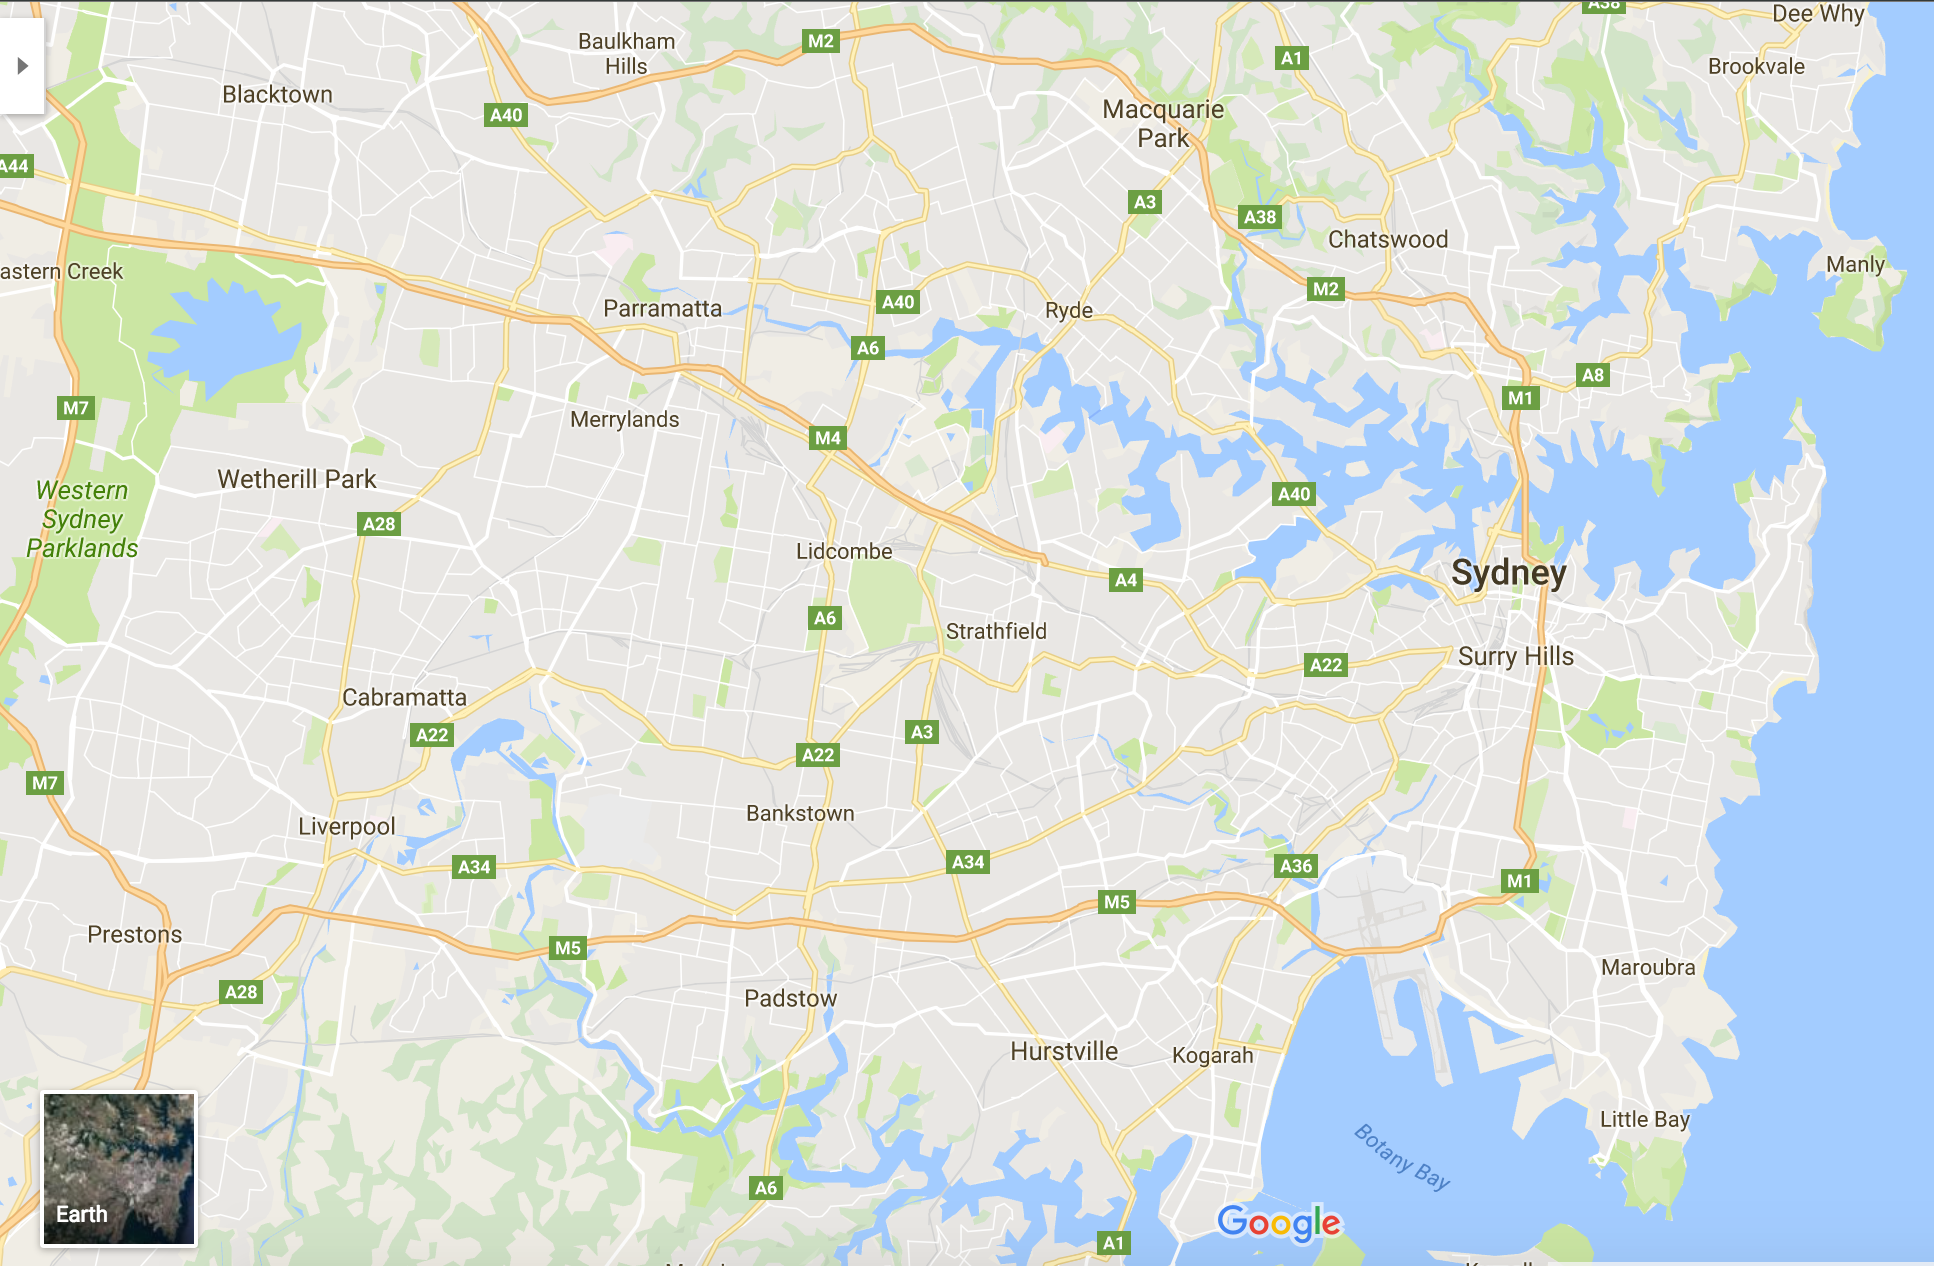 A38
Dee Why
Baulkham
Hills
M2
A1
Brookvale
Blacktown
A40
Macquarie
Park
A44
A3
A38
Chatswood
astern Creek
Manly
M2
Parramatta
A40
Ryde
A6
A8
M7
M1
Merrylands
M4
Wetherill Park
Western
Sydney
Parklands
A28
A40
Lidcombe
Sydney
A4
A6
Strathfield
Surry Hills
A22
Cabramatta
A22
A3
A22
M7
Bankstown
Liverpool
A34
A34
A36
M5
M1
Prestons
M5
Maroubra
A28
Padstow
Hurstville
Kogarah
Little Bay
Botany Bay
A6
Earth
Google
A1